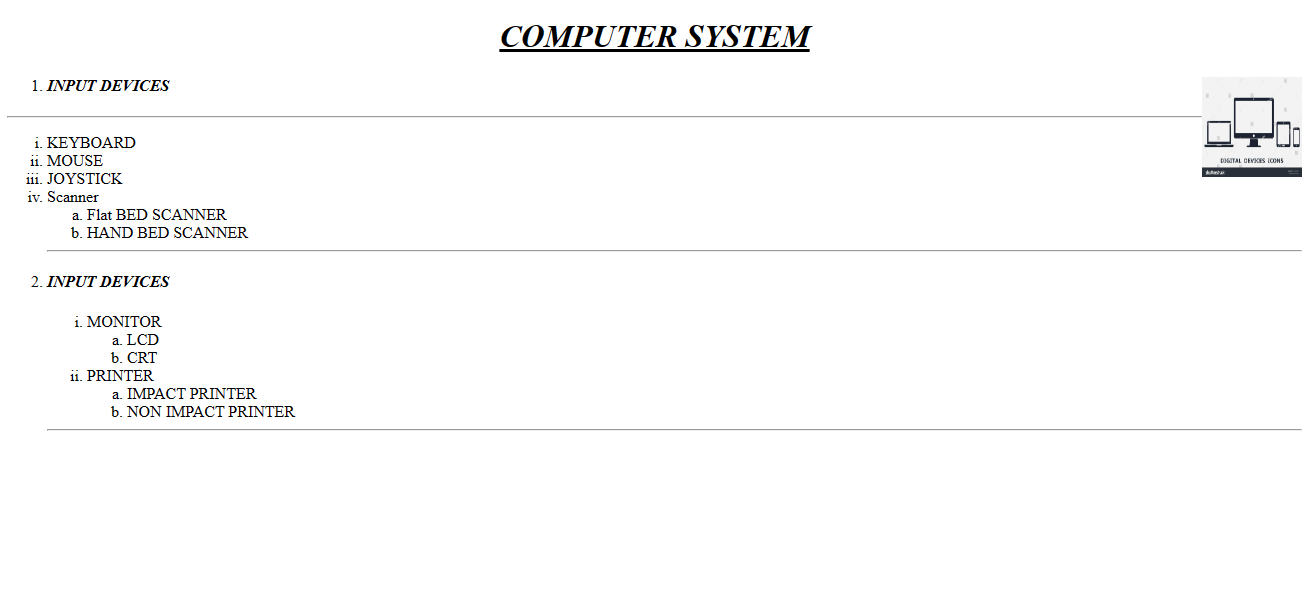 COMPUTER SYSTEM
1. INPUT DEVICES
DIGITAL DEVICES ICONS
i. KEYBOARD
ii. MOUSE
iii. JOYSTICK
iv. Scanner
a. Flat BED SCANNER
b. HAND BED SCANNER
2. INPUT DEVICES
i. MONITOR
a. LCD
b. CRT
ii. PRINTER
a. IMPACT PRINTER
b. NON IMPACT PRINTER